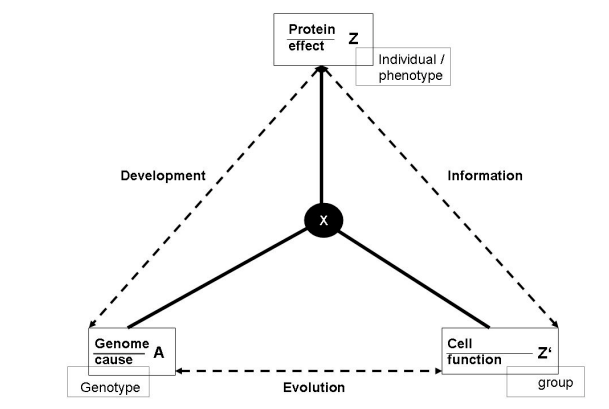 Protein
effect Z
Individual /
phenotype
Development
Information
X
Genome
cause A
Cell
function Z‘
Genotype
Evolution
group